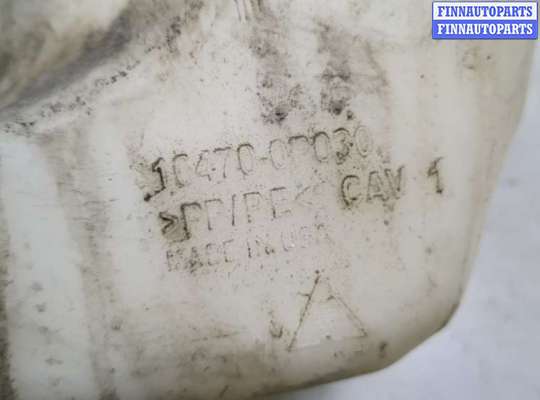 FINNAUTOPARTS
FINNAUTOPARTS
16470-0P030
>PP/PE< CAV 1
MADE IN USA